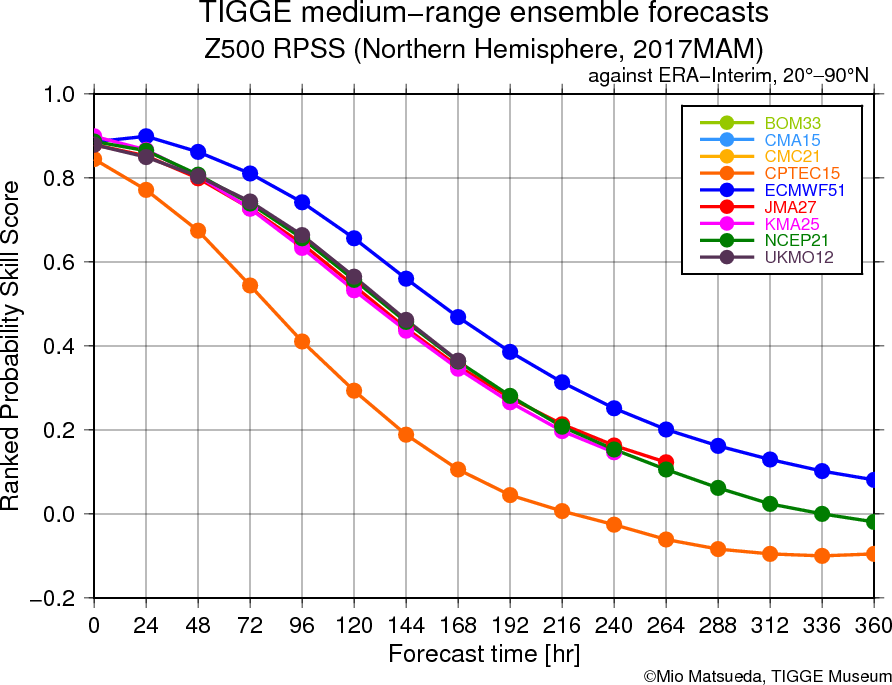 TIGGE medium−range ensemble forecasts
Z500 RPSS (Northern Hemisphere, 2017MAM)
against ERA−Interim, 20°−90°N
Ranked Probability Skill Score
1.0
0.8
0.6
0.4
0.2
0.0
−0.2
BOM33
CMA15
CMC21
CPTEC15
ECMWF51
JMA27
KMA25
NCEP21
UKMO12
0 24 48 72 96 120 144 168 192 216 240 264 288 312 336 360
Forecast time [hr]
©Mio Matsueda, TIGGE Museum